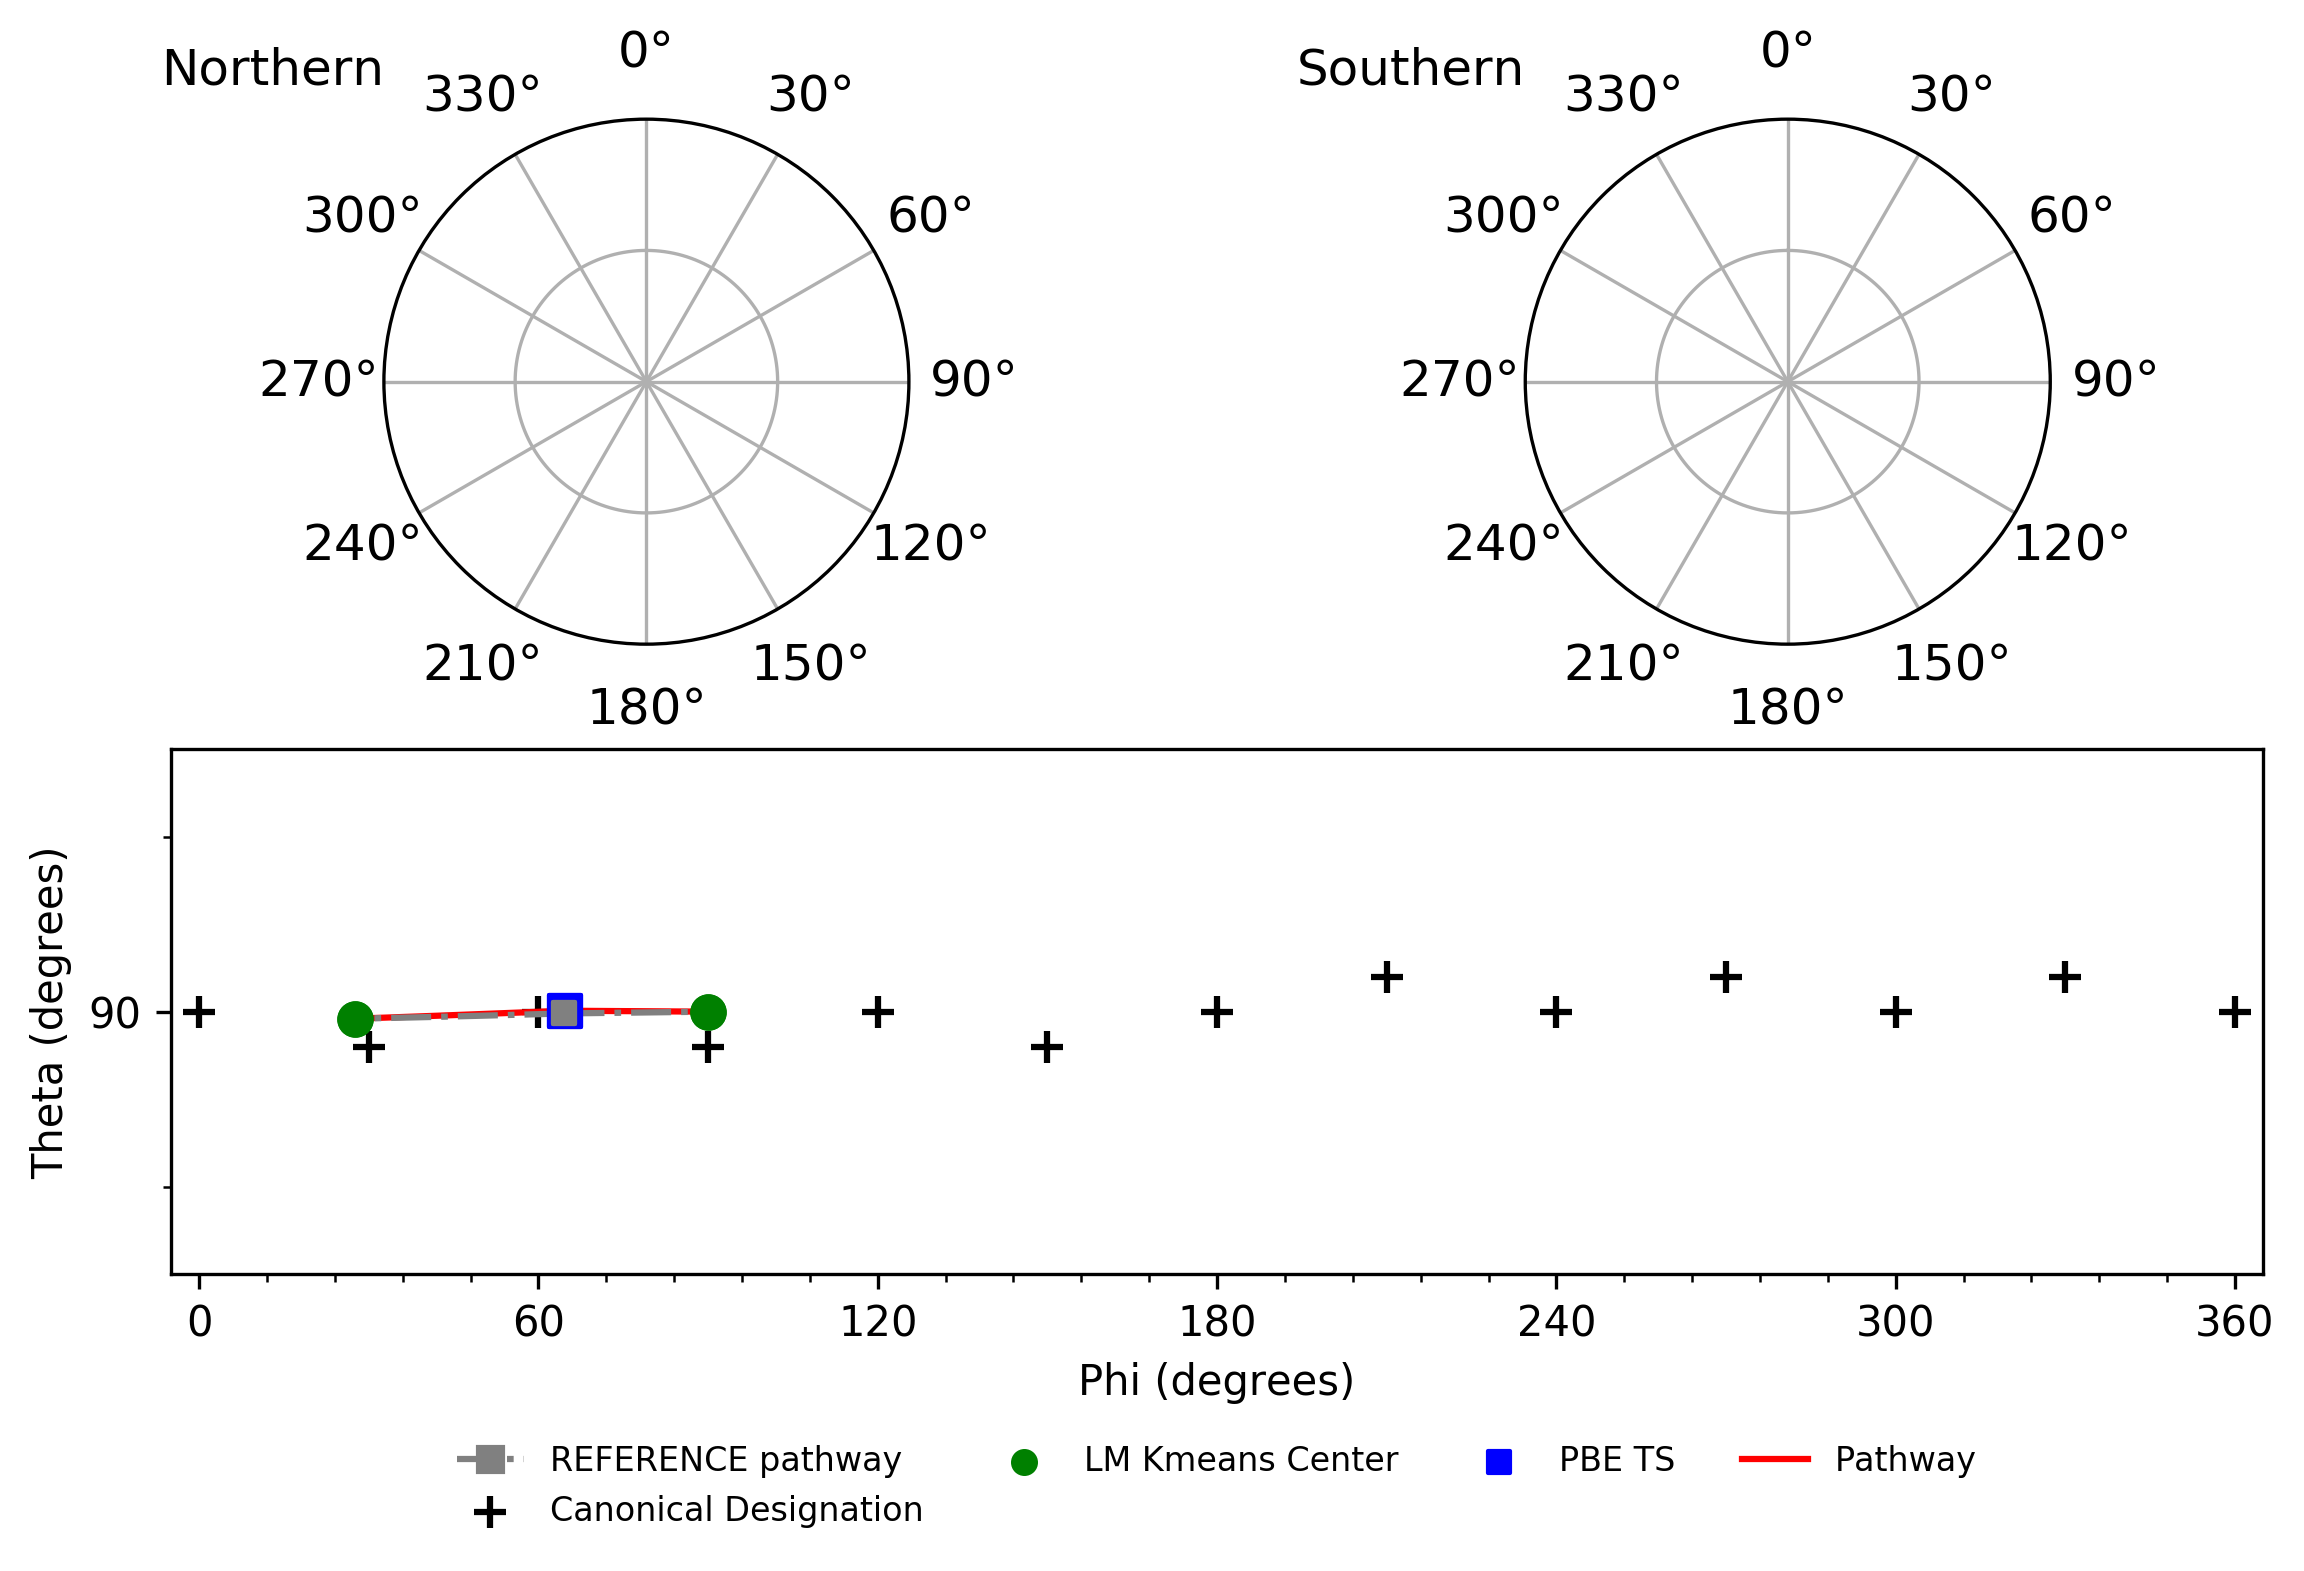 Northern
0°
30°
60°
90°
120°
150°
180°
210°
240°
270°
300°
330°
Southern
0°
30°
60°
90°
120°
150°
180°
210°
240°
270°
300°
330°
Theta (degrees)
90
0 60 120 180 240 300 360
Phi (degrees)
REFERENCE pathway
Canonical Designation
LM Kmeans Center
PBE TS
Pathway